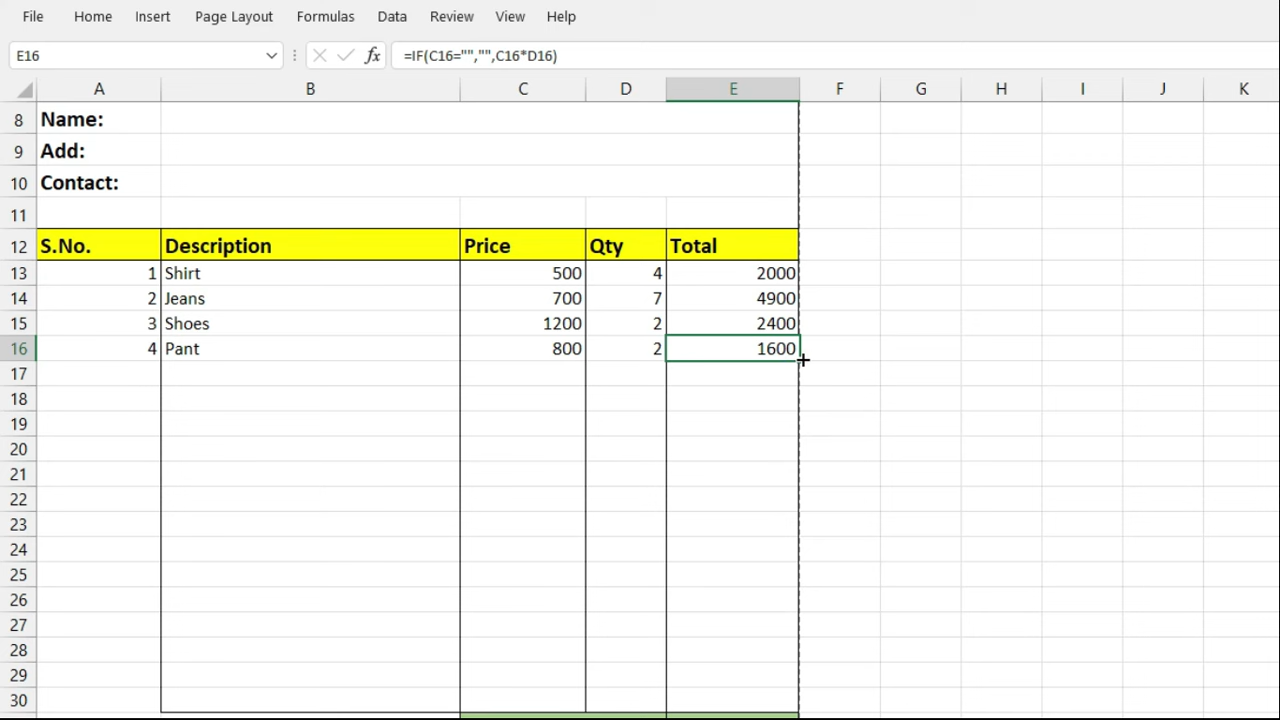 File Home Insert Page Layout Formulas Data Review View Help
E16 fx =IF(C16="","",C16*D16)
A B C D E F G H I J K
8 Name:
9 Add:
10 Contact:
11
12 S.No. Description Price Qty Total
13 1 Shirt 500 4 2000
14 2 Jeans 700 7 4900
15 3 Shoes 1200 2 2400
16 4 Pant 800 2 1600
17
18
19
20
21
22
23
24
25
26
27
28
29
30